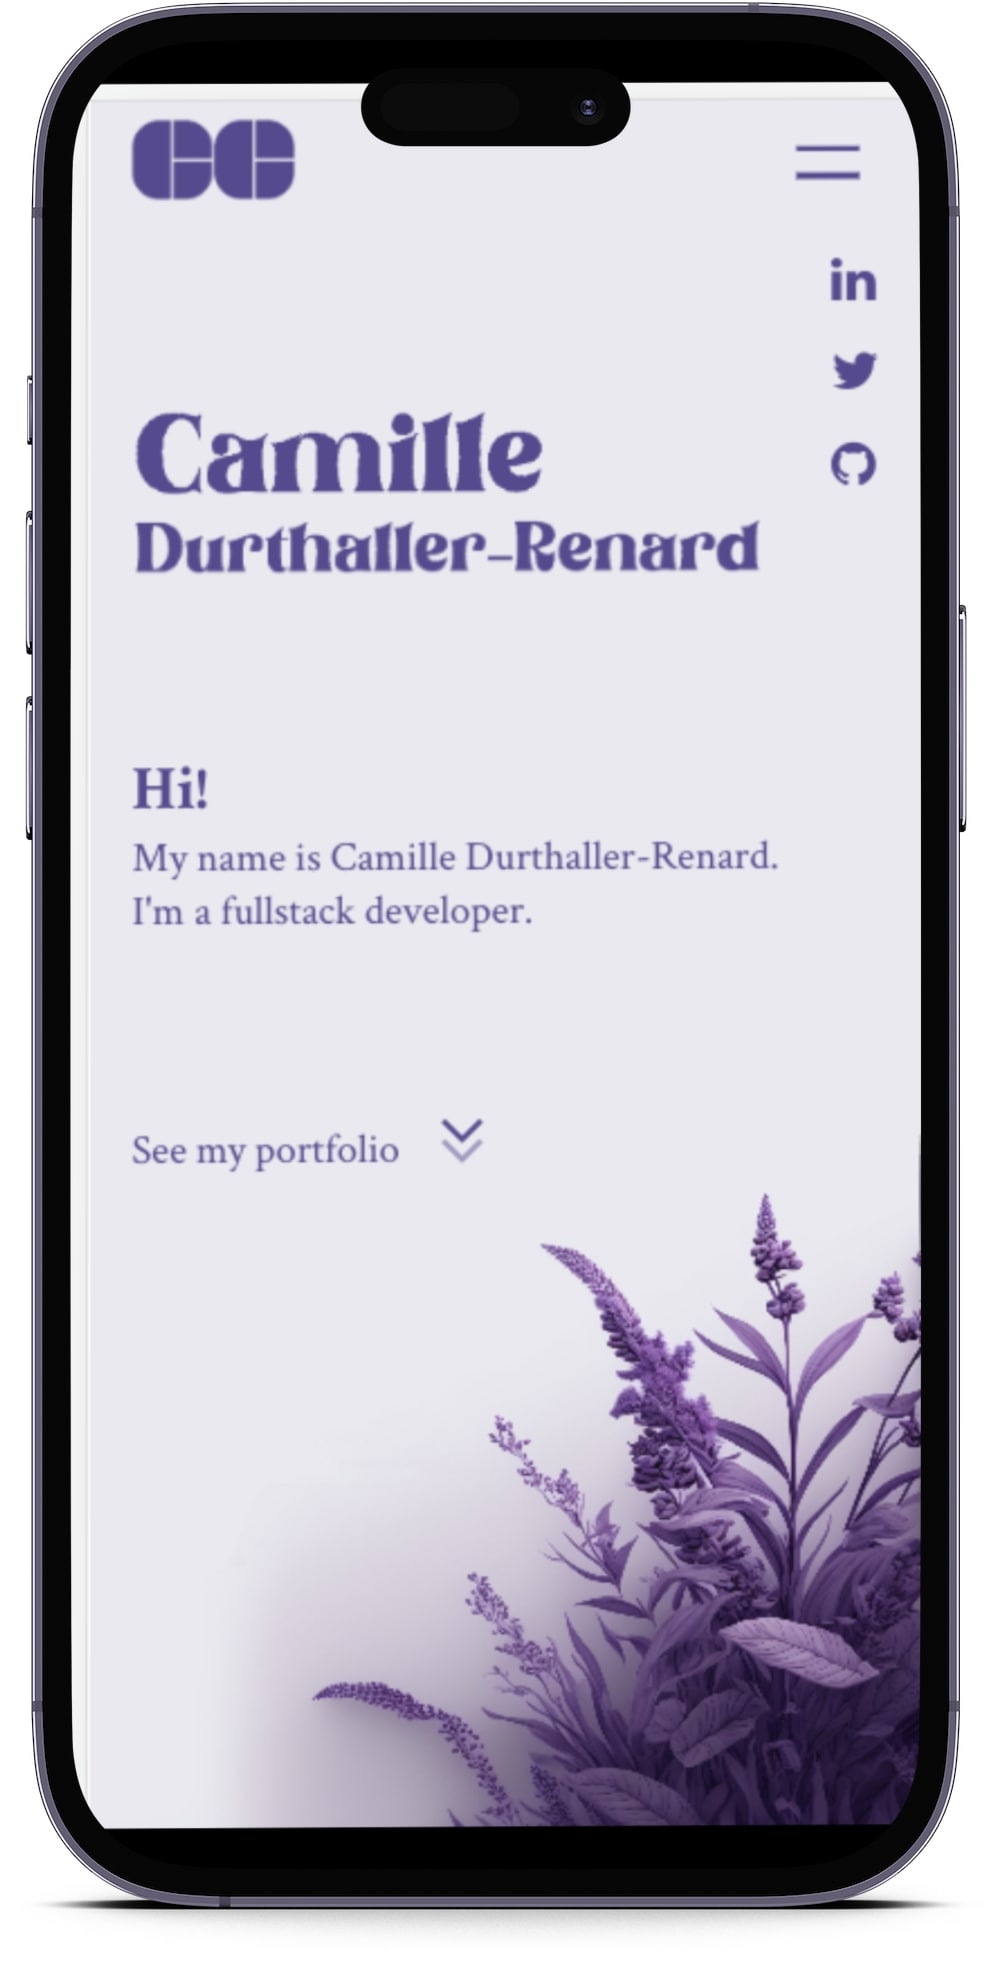 in
Camille
Durthaller-Renard
Hi!
My name is Camille Durthaller-Renard.
I'm a fullstack developer.
See my portfolio